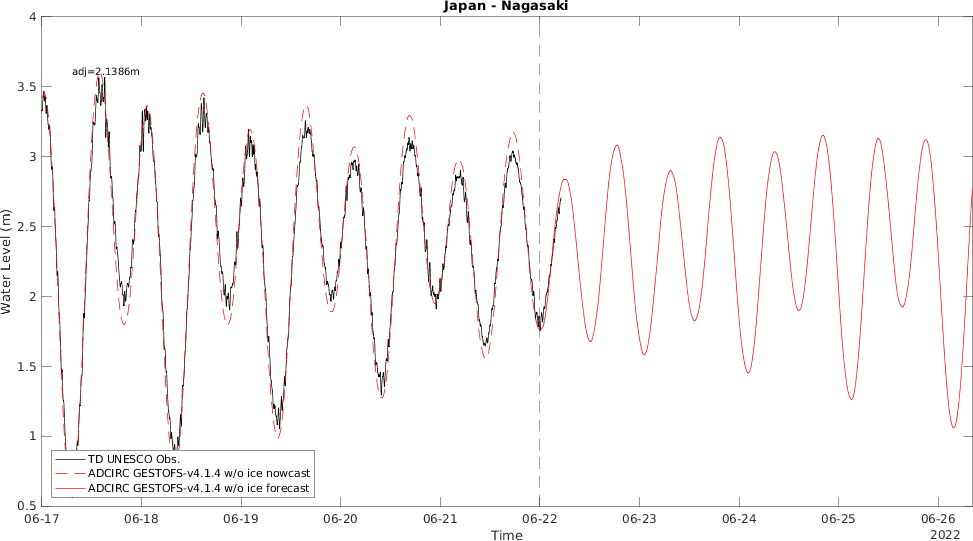 Japan - Nagasaki
adj=2.1386m
4
3.5
3
2.5
2
1.5
1
0.5
Water Level (m)
TD UNESCO Obs.
ADCIRC GESTOFS-v4.1.4 w/o ice nowcast
ADCIRC GESTOFS-v4.1.4 w/o ice forecast
06-17 06-18 06-19 06-20 06-21 06-22 06-23 06-24 06-25 06-26
2022
Time